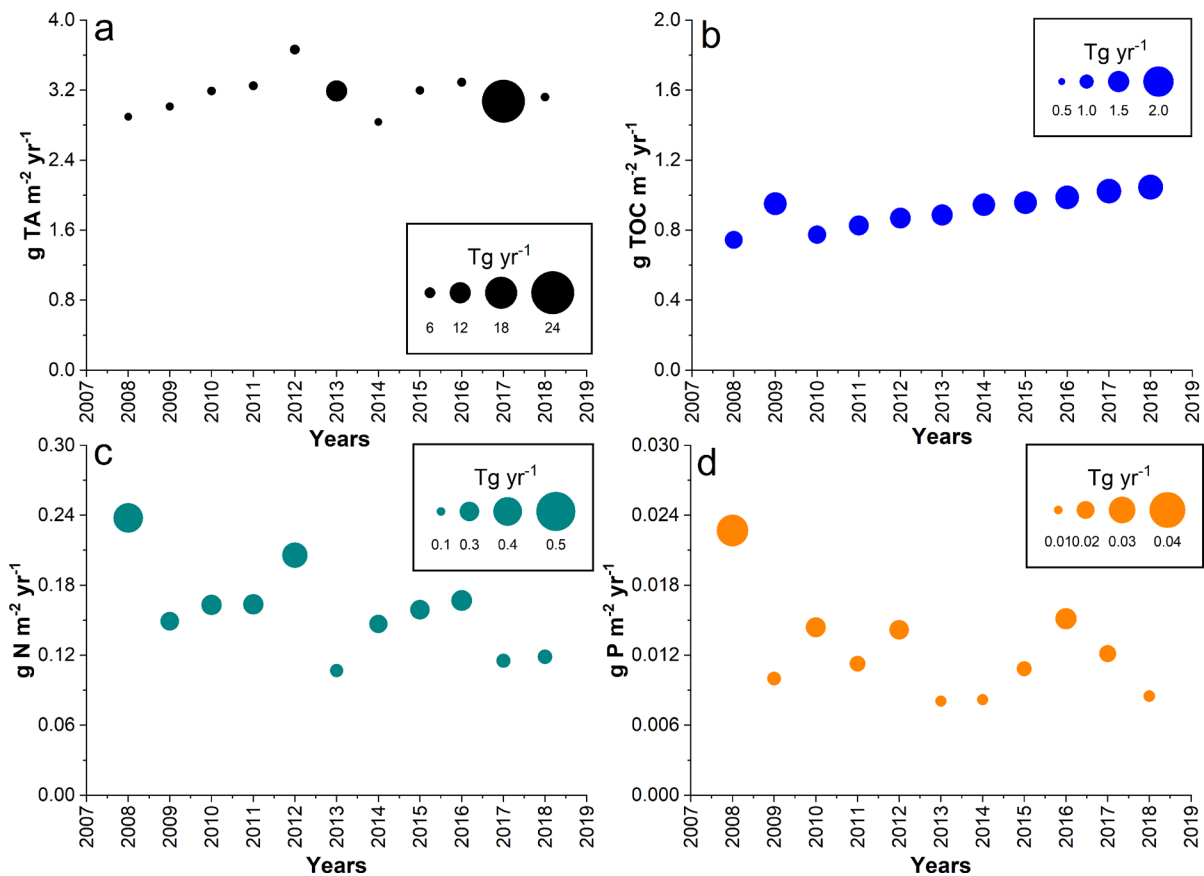 a
4.0
3.2
2.4
1.6
0.8
0.0
g TA m⁻² yr⁻¹
Tg yr⁻¹
6 12 18 24
2007 2008 2009 2010 2011 2012 2013 2014 2015 2016 2017 2018 2019
Years
b
2.0
1.6
1.2
0.8
0.4
0.0
g TOC m⁻² yr⁻¹
Tg yr⁻¹
0.5 1.0 1.5 2.0
2007 2008 2009 2010 2011 2012 2013 2014 2015 2016 2017 2018 2019
Years
c
0.30
0.24
0.18
0.12
0.06
0.00
g N m⁻² yr⁻¹
Tg yr⁻¹
0.1 0.3 0.4 0.5
2007 2008 2009 2010 2011 2012 2013 2014 2015 2016 2017 2018 2019
Years
d
0.030
0.024
0.018
0.012
0.006
0.000
g P m⁻² yr⁻¹
Tg yr⁻¹
0.01 0.02 0.03 0.04
2007 2008 2009 2010 2011 2012 2013 2014 2015 2016 2017 2018 2019
Years